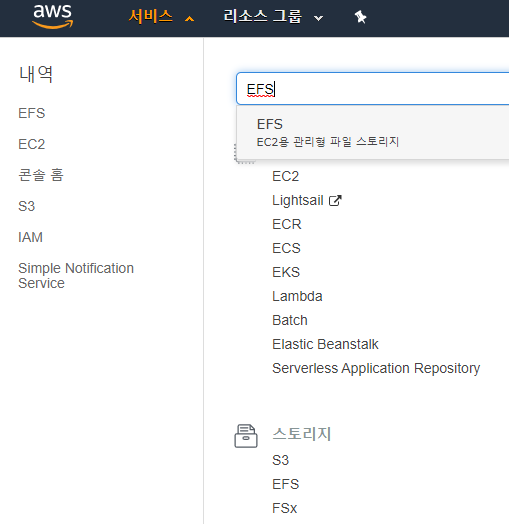 aws
서비스
리소스 그룹
내역
EFS
EC2
콘솔 홈
S3
IAM
Simple Notification
Service
EFS
EFS
EC2용 관리형 파일 스토리지
EC2
Lightsail
ECR
ECS
EKS
Lambda
Batch
Elastic Beanstalk
Serverless Application Repository
스토리지
S3
EFS
FSx